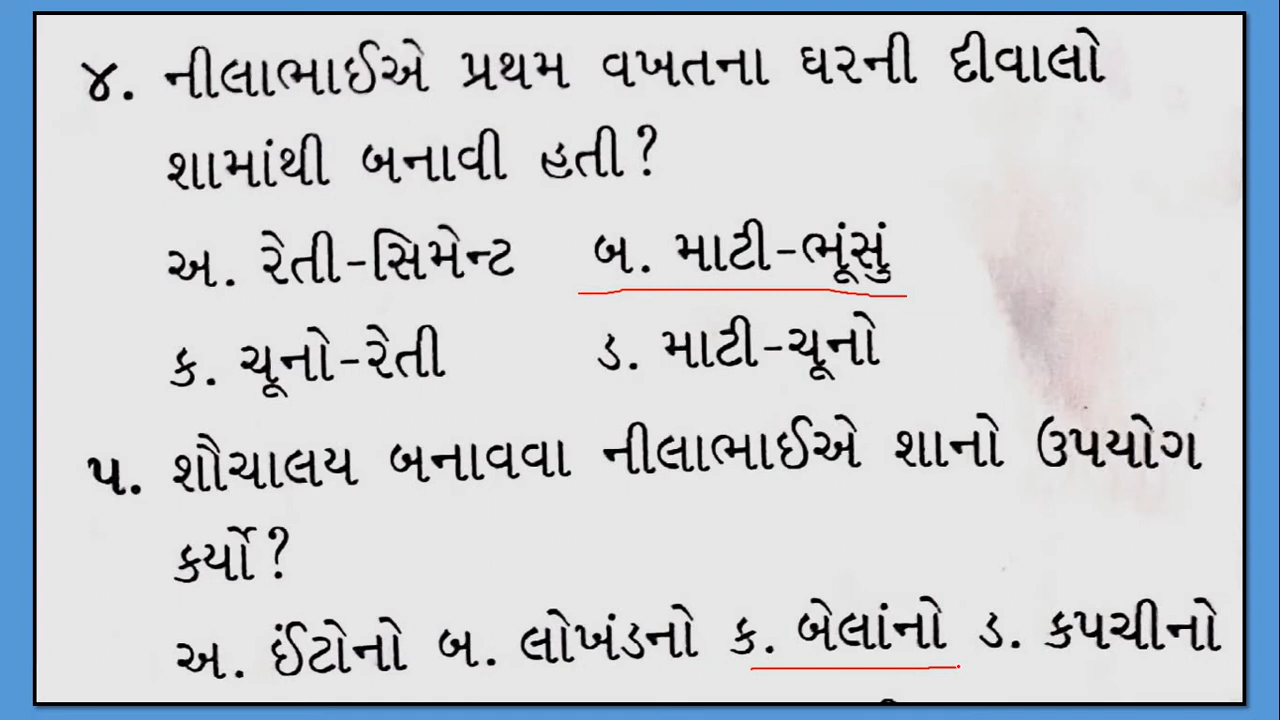 ૪. નીલાભાઈએ પ્રથમ વખતના ઘરની દીવાલો
શામાંથી બનાવી હતી?
અ. રેતી-સિમેન્ટ બ. માટી-ભૂંસું
ક. ચૂનો-રેતી ડ. માટી-ચૂનો
૫. શૌચાલય બનાવવા નીલાભાઈએ શાનો ઉપયોગ
કર્યો?
અ. ઈંટોનો બ. લોખંડનો ક. બેલાંનો ડ. કપચીનો